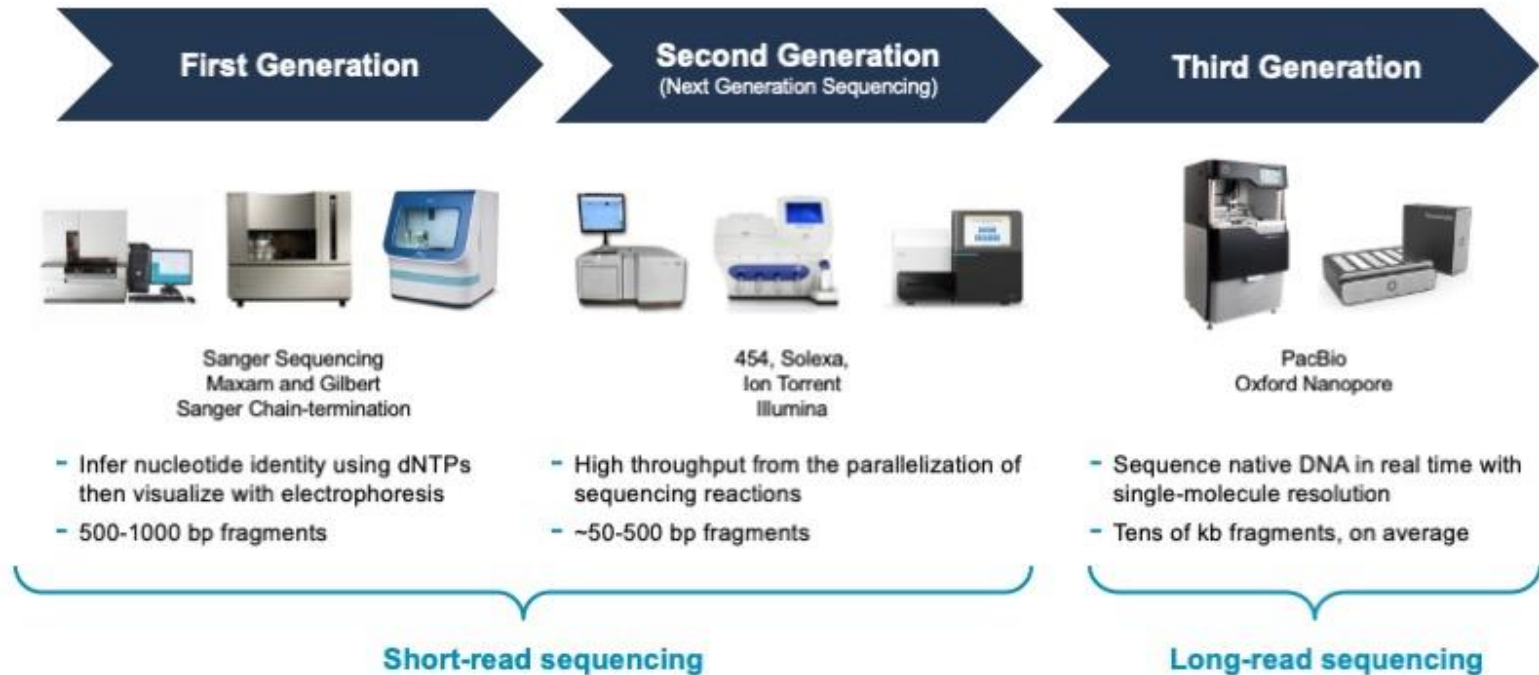 First Generation
Second Generation
(Next Generation Sequencing)
Third Generation
Sanger Sequencing
Maxam and Gilbert
Sanger Chain-termination
454, Solexa,
Ion Torrent
Illumina
PacBio
Oxford Nanopore
- Infer nucleotide identity using dNTPs
then visualize with electrophoresis
- 500-1000 bp fragments
- High throughput from the parallelization of
sequencing reactions
- ~50-500 bp fragments
- Sequence native DNA in real time with
single-molecule resolution
- Tens of kb fragments, on average
Short-read sequencing
Long-read sequencing